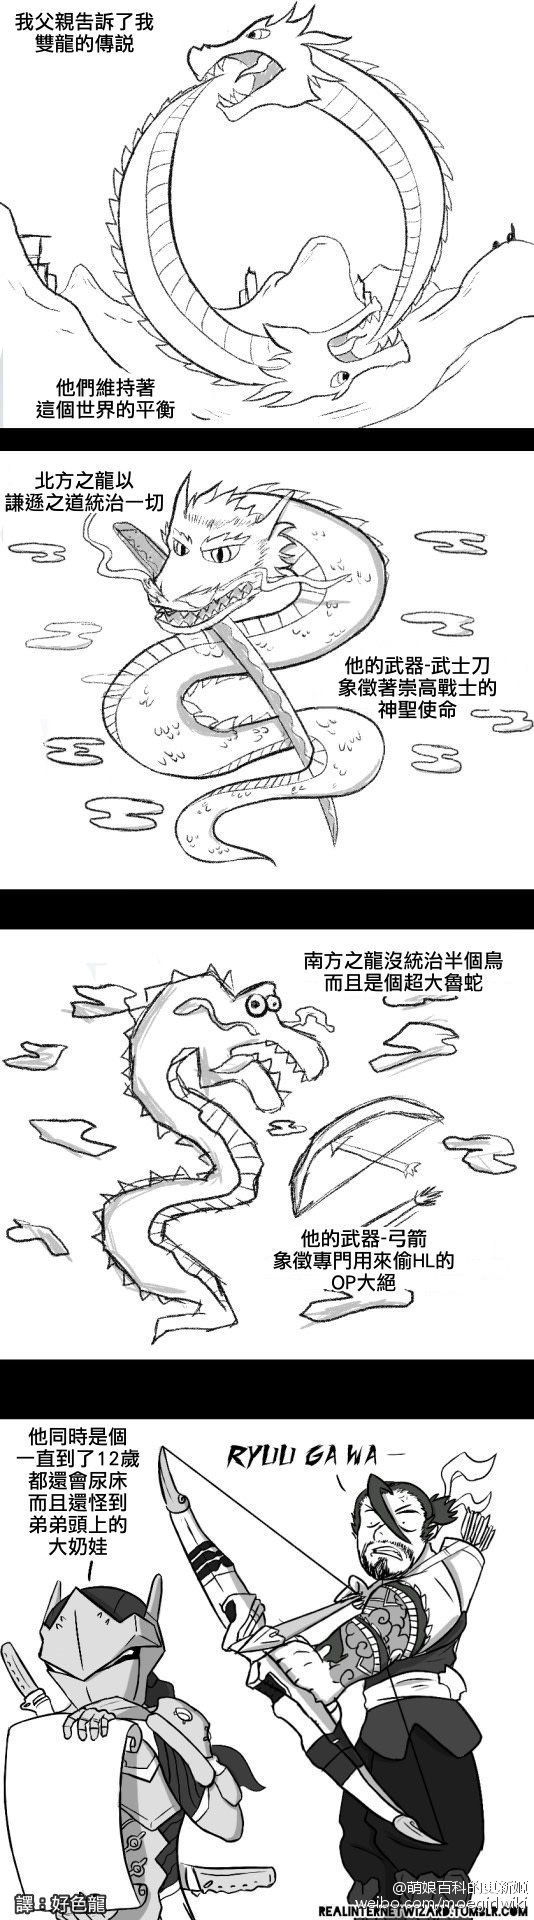 我父親告訴了我
雙龍的傳說
他們維持著
這個世界的平衡
北方之龍以
謙遜之道統治一切
他的武器-武士刀
象徵著崇高戰士的
神聖使命
南方之龍沒統治半個鳥
而且是個超大魯蛇
他的武器-弓箭
象徵專門用來偷HL的
OP大絕
他同時是個
一直到了12歲
都還會尿床
而且還怪到
弟弟頭上的
大奶娃
RYUU GA WA—
譯：好色龍
@萌娘百科的更新姬
weibo.com/moegirlwiki
REALINTERNETWIZARDS.TUMBLR.COM